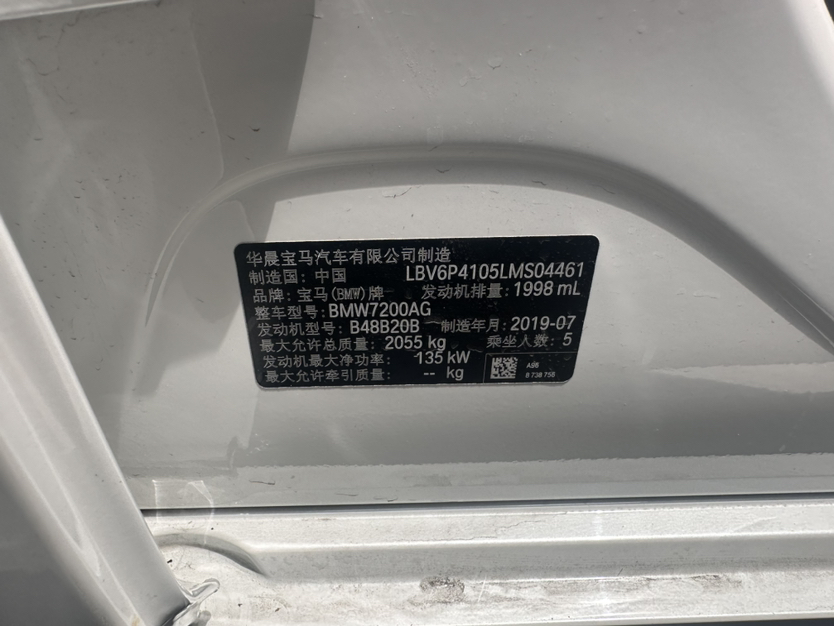 华晨宝马汽车有限公司制造
制造国: 中国 LBV6P4105LMS04461
品牌: 宝马(BMW)牌 发动机排量: 1998 mL
整车型号: BMW7200AG
发动机型号: B48B20B 制造年月: 2019-07
最大允许总质量: 2055 kg 乘坐人数: 5
发动机最大净功率: 135 kW
最大允许牵引质量: -- kg
A96
8 738 758